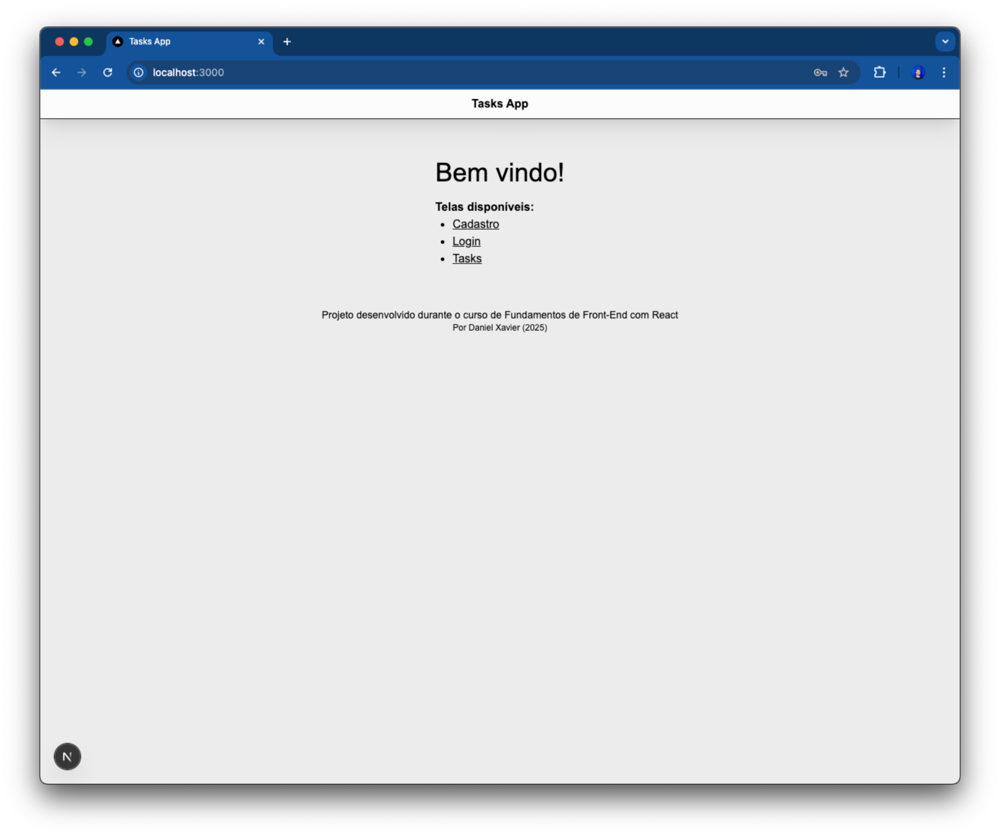 Tasks App
localhost:3000
Tasks App
Bem vindo!
Telas disponíveis:
Cadastro
Login
Tasks
Projeto desenvolvido durante o curso de Fundamentos de Front-End com React
Por Daniel Xavier (2025)
N